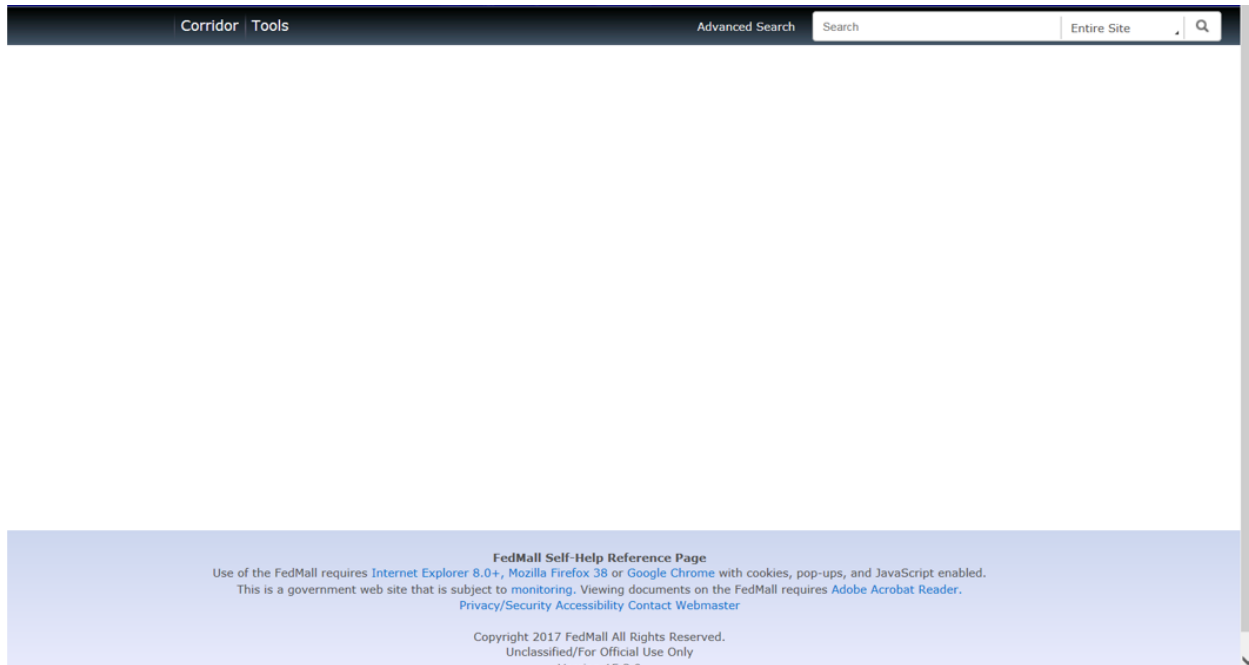 Corridor Tools Advanced Search Search Entire Site
FedMall Self-Help Reference Page
Use of the FedMall requires Internet Explorer 8.0+, Mozilla Firefox 38 or Google Chrome with cookies, pop-ups, and JavaScript enabled.
This is a government web site that is subject to monitoring. Viewing documents on the FedMall requires Adobe Acrobat Reader.
Privacy/Security Accessibility Contact Webmaster
Copyright 2017 FedMall All Rights Reserved.
Unclassified/For Official Use Only